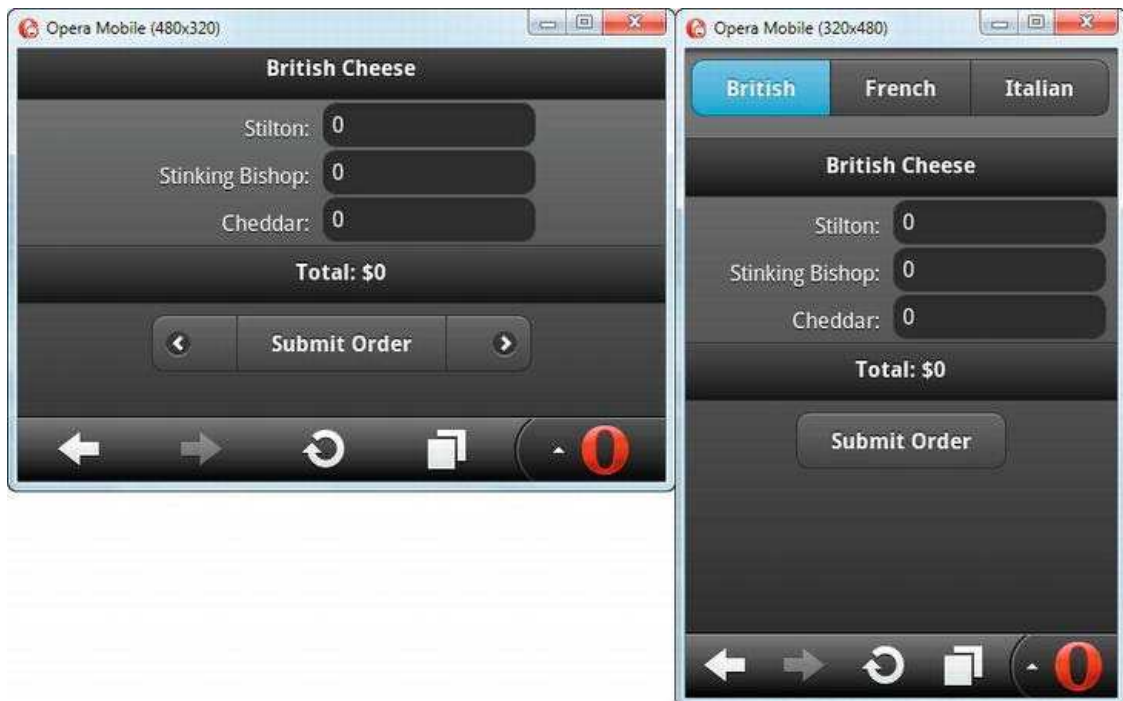 Opera Mobile (480x320)
British Cheese
Stilton: 0
Stinking Bishop: 0
Cheddar: 0
Total: $0
Submit Order
Opera Mobile (320x480)
British French Italian
British Cheese
Stilton: 0
Stinking Bishop: 0
Cheddar: 0
Total: $0
Submit Order